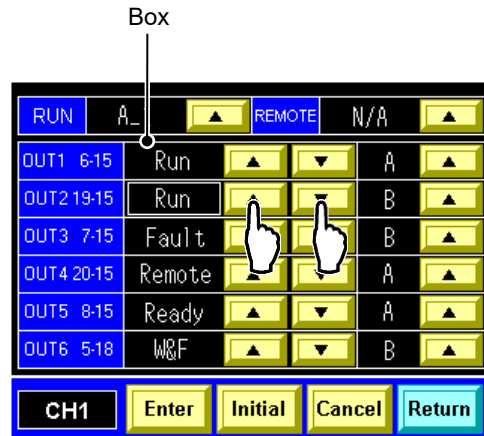 Box
RUN A_ REMOTE N/A
OUT1 6-15 Run A
OUT2 19-15 Run B
OUT3 7-15 Fault B
OUT4 20-15 Remote A
OUT5 8-15 Ready A
OUT6 5-18 W&F B
CH1 Enter Initial Cancel Return